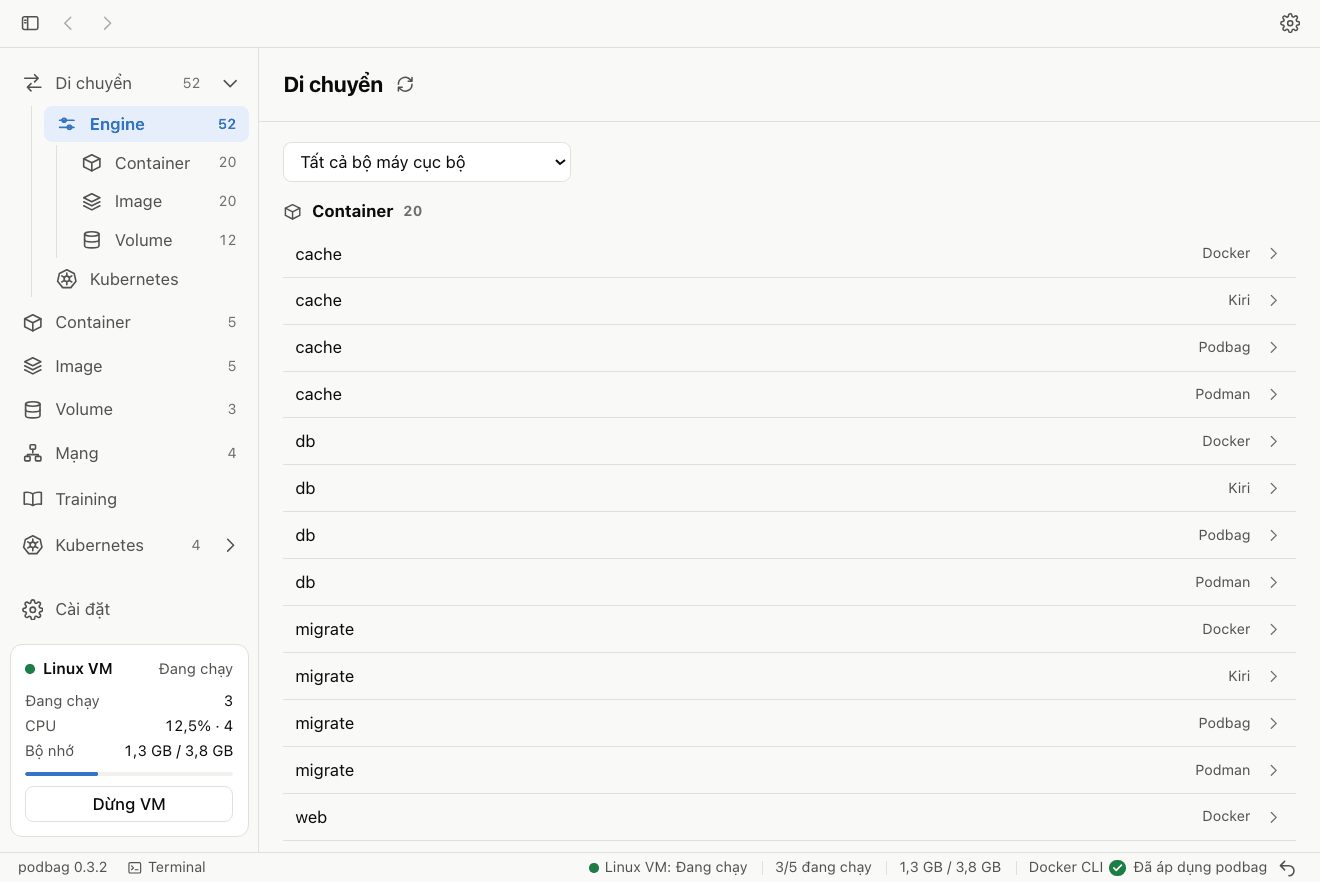 Di chuyển 52
Engine 52
Container 20
Image 20
Volume 12
Kubernetes
Container 5
Image 5
Volume 3
Mạng 4
Training
Kubernetes 4
Cài đặt
Linux VM Đang chạy
Đang chạy 3
CPU 12,5% · 4
Bộ nhớ 1,3 GB / 3,8 GB
Dừng VM
Di chuyển
Tất cả bộ máy cục bộ
Container 20
cache Docker
cache Kiri
cache Podbag
cache Podman
db Docker
db Kiri
db Podbag
db Podman
migrate Docker
migrate Kiri
migrate Podbag
migrate Podman
web Docker
podbag 0.3.2 Terminal Linux VM: Đang chạy 3/5 đang chạy 1,3 GB / 3,8 GB Docker CLI Đã áp dụng podbag